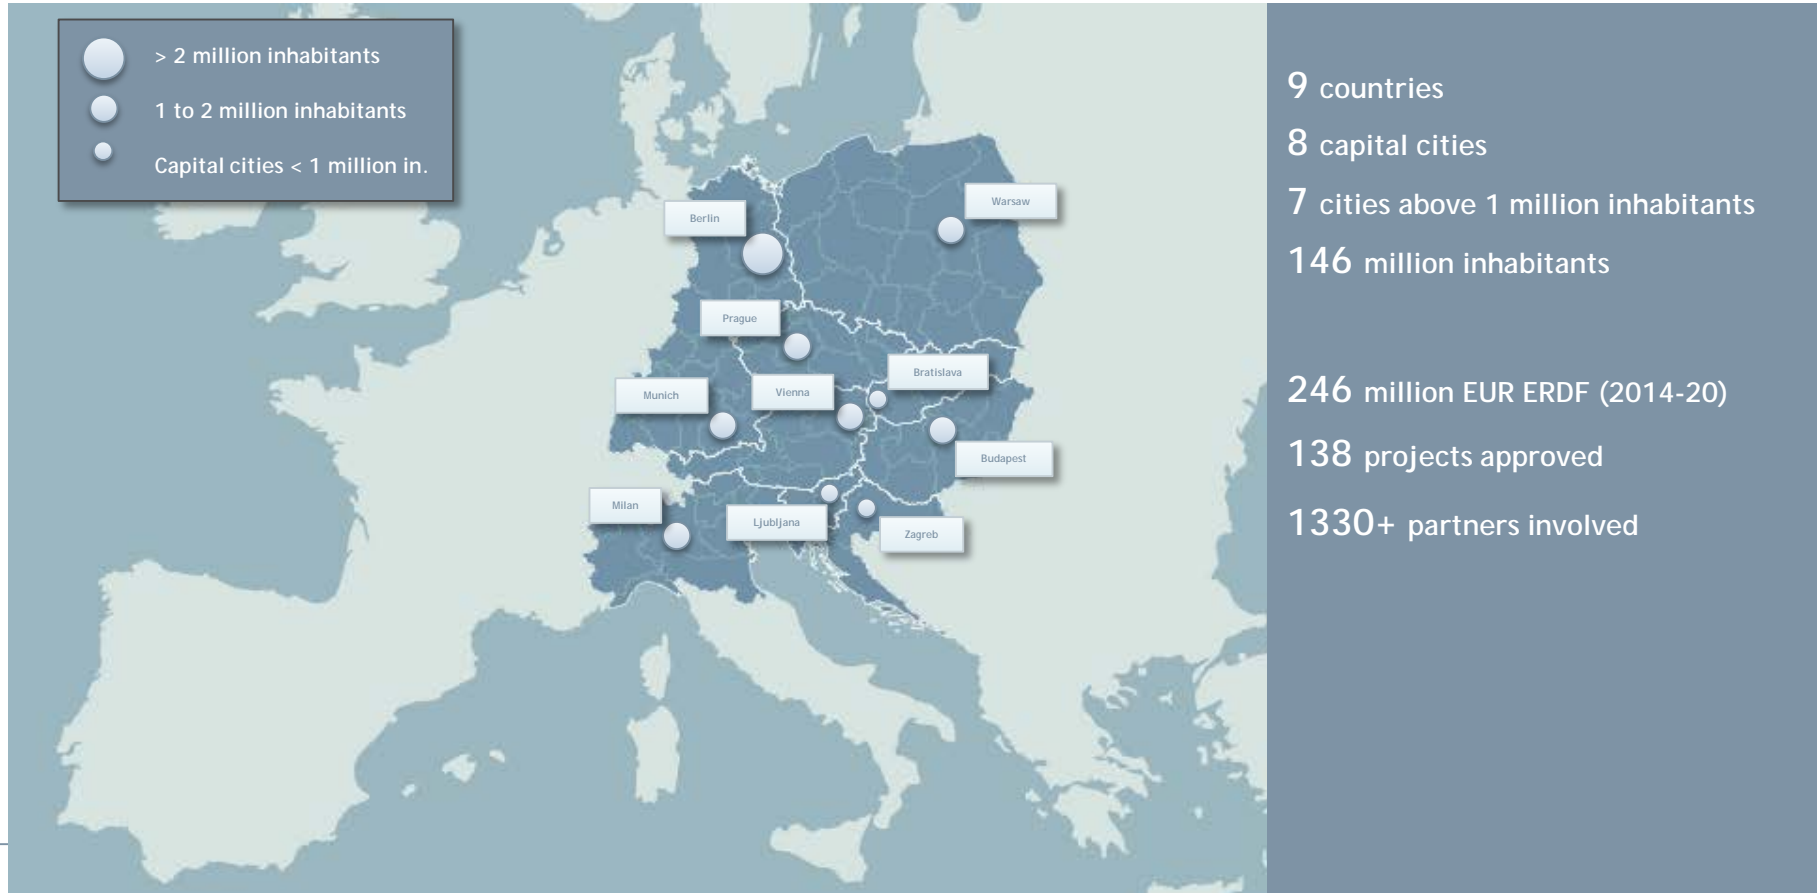 > 2 million inhabitants
1 to 2 million inhabitants
Capital cities < 1 million in.
Warsaw
Berlin
Prague
Bratislava
Munich
Vienna
Budapest
Milan
Ljubljana
Zagreb
9 countries
8 capital cities
7 cities above 1 million inhabitants
146 million inhabitants
246 million EUR ERDF (2014-20)
138 projects approved
1330+ partners involved